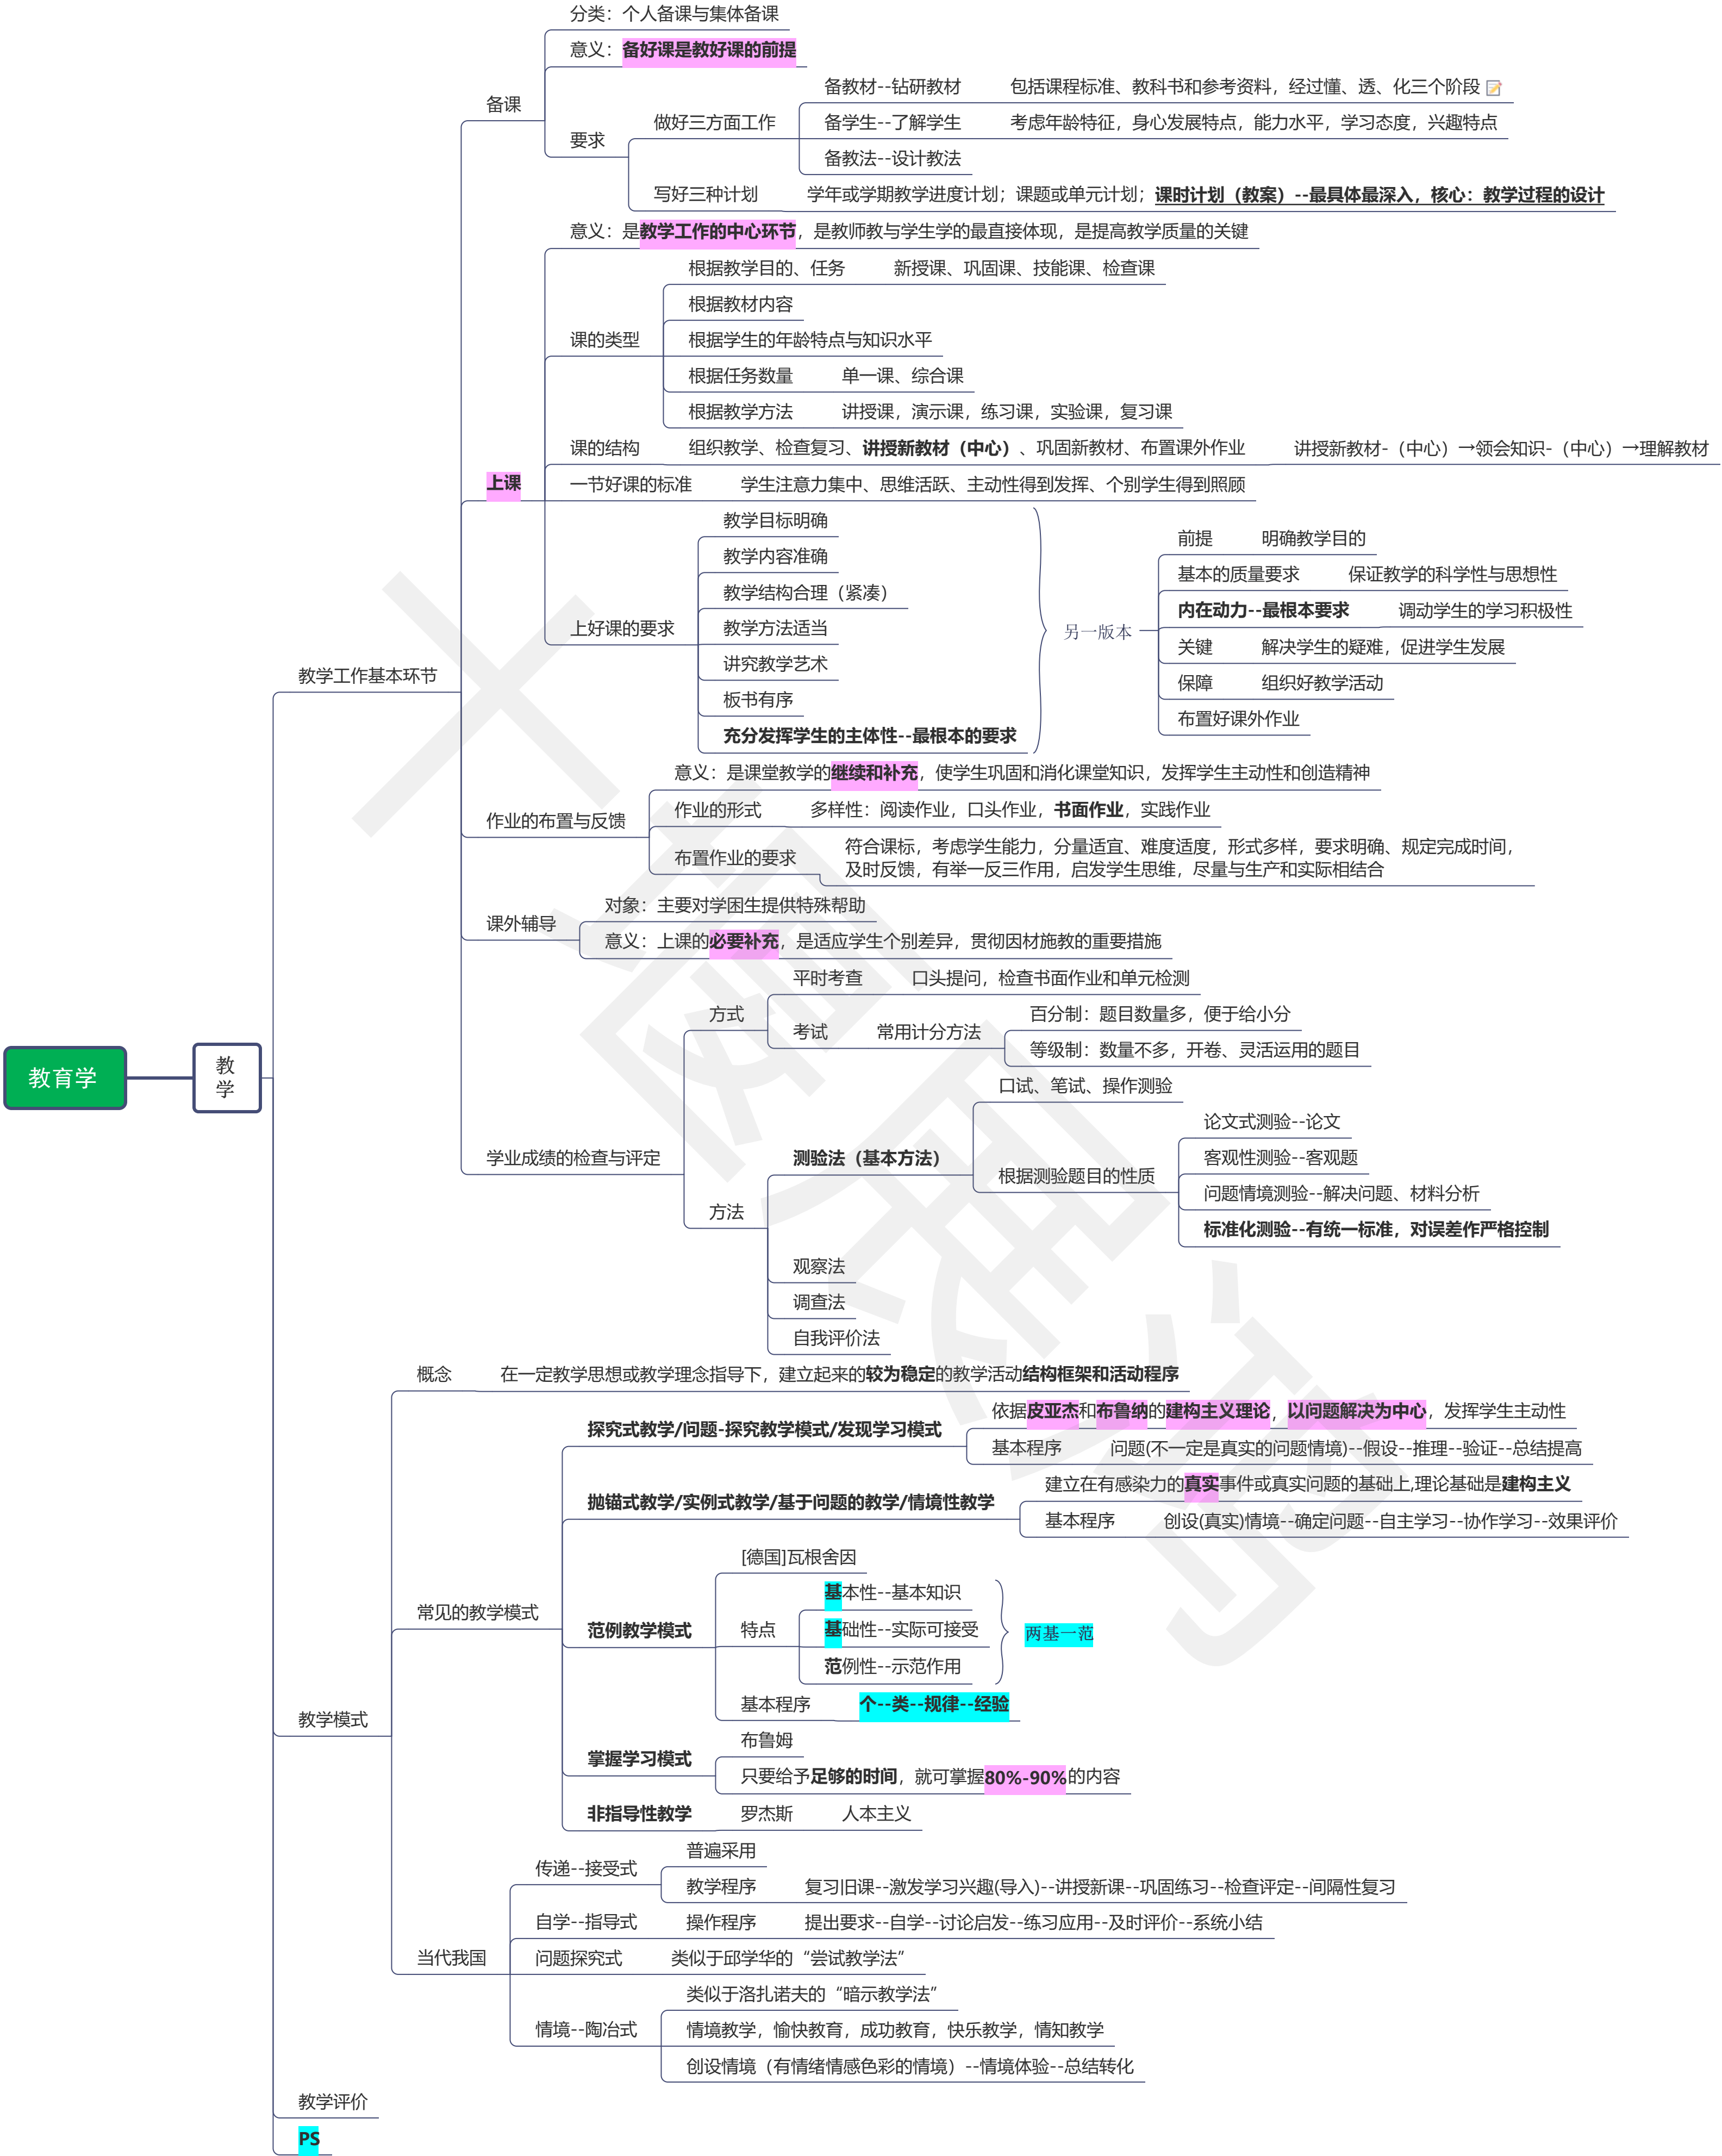 教育学
教
学
教学工作基本环节
备课
分类：个人备课与集体备课
意义：备好课是教好课的前提
要求
做好三方面工作
备教材--钻研教材
包括课程标准、教科书和参考资料，经过懂、透、化三个阶段
备学生--了解学生
考虑年龄特征，身心发展特点，能力水平，学习态度，兴趣特点
备教法--设计教法
写好三种计划
学年或学期教学进度计划；课题或单元计划；课时计划（教案）--最具体最深入，核心：教学过程的设计
上课
意义：是教学工作的中心环节，是教师教与学生学的最直接体现，是提高教学质量的关键
课的类型
根据教学目的、任务
新授课、巩固课、技能课、检查课
根据教材内容
根据学生的年龄特点与知识水平
根据任务数量
单一课、综合课
根据教学方法
讲授课，演示课，练习课，实验课，复习课
课的结构
组织教学、检查复习、讲授新教材（中心）、巩固新教材、布置课外作业
讲授新教材-（中心）→领会知识-（中心）→理解教材
一节好课的标准
学生注意力集中、思维活跃、主动性得到发挥、个别学生得到照顾
上好课的要求
教学目标明确
教学内容准确
教学结构合理（紧凑）
教学方法适当
讲究教学艺术
板书有序
充分发挥学生的主体性--最根本的要求
另一版本
前提
明确教学目的
基本的质量要求
保证教学的科学性与思想性
内在动力--最根本要求
调动学生的学习积极性
关键
解决学生的疑难，促进学生发展
保障
组织好教学活动
布置好课外作业
作业的布置与反馈
意义：是课堂教学的继续和补充，使学生巩固和消化课堂知识，发挥学生主动性和创造精神
作业的形式
多样性：阅读作业，口头作业，书面作业，实践作业
布置作业的要求
符合课标，考虑学生能力，分量适宜、难度适度，形式多样，要求明确、规定完成时间，
及时反馈，有举一反三作用，启发学生思维，尽量与生产和实际相结合
课外辅导
对象：主要对学困生提供特殊帮助
意义：上课的必要补充，是适应学生个别差异，贯彻因材施教的重要措施
学业成绩的检查与评定
方式
平时考查
口头提问，检查书面作业和单元检测
考试
常用计分方法
百分制：题目数量多，便于给小分
等级制：数量不多，开卷、灵活运用的题目
方法
测验法（基本方法）
口试、笔试、操作测验
根据测验题目的性质
论文式测验--论文
客观性测验--客观题
问题情境测验--解决问题、材料分析
标准化测验--有统一标准，对误差作严格控制
观察法
调查法
自我评价法
教学模式
概念
在一定教学思想或教学理念指导下，建立起来的较为稳定的教学活动结构框架和活动程序
常见的教学模式
探究式教学/问题-探究教学模式/发现学习模式
依据皮亚杰和布鲁纳的建构主义理论，以问题解决为中心，发挥学生主动性
基本程序
问题(不一定是真实的问题情境)--假设--推理--验证--总结提高
抛锚式教学/实例式教学/基于问题的教学/情境性教学
建立在有感染力的真实事件或真实问题的基础上,理论基础是建构主义
基本程序
创设(真实)情境--确定问题--自主学习--协作学习--效果评价
范例教学模式
[德国]瓦根舍因
特点
基本性--基本知识
基础性--实际可接受
范例性--示范作用
两基一范
基本程序
个--类--规律--经验
掌握学习模式
布鲁姆
只要给予足够的时间，就可掌握80%-90%的内容
非指导性教学
罗杰斯
人本主义
当代我国
传递--接受式
普遍采用
教学程序
复习旧课--激发学习兴趣(导入)--讲授新课--巩固练习--检查评定--间隔性复习
自学--指导式
操作程序
提出要求--自学--讨论启发--练习应用--及时评价--系统小结
问题探究式
类似于邱学华的“尝试教学法”
情境--陶冶式
类似于洛扎诺夫的“暗示教学法”
情境教学，愉快教育，成功教育，快乐教学，情知教学
创设情境（有情绪情感色彩的情境）--情境体验--总结转化
教学评价
PS